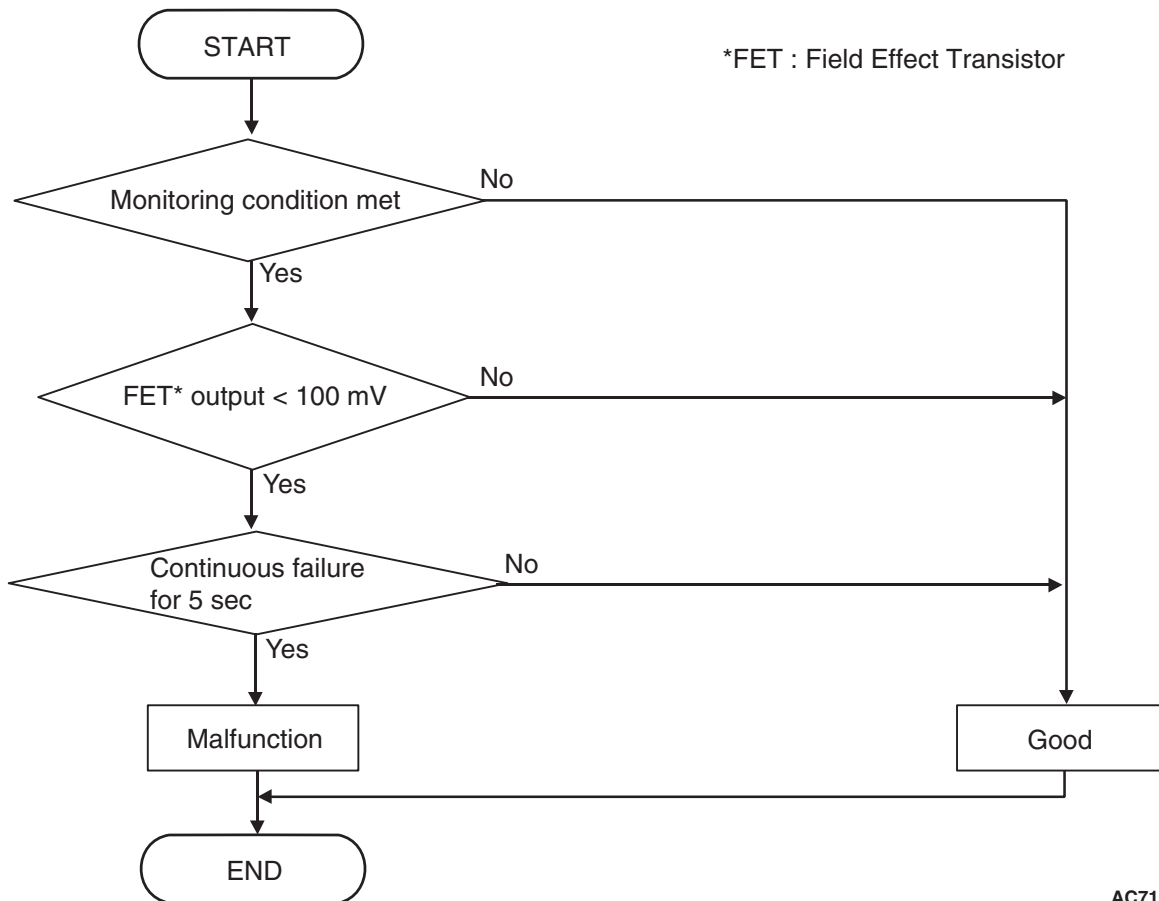 START
*FET : Field Effect Transistor
Monitoring condition met
No
Yes
FET* output < 100 mV
No
Yes
Continuous failure
for 5 sec
No
Yes
Malfunction
Good
END
AC71